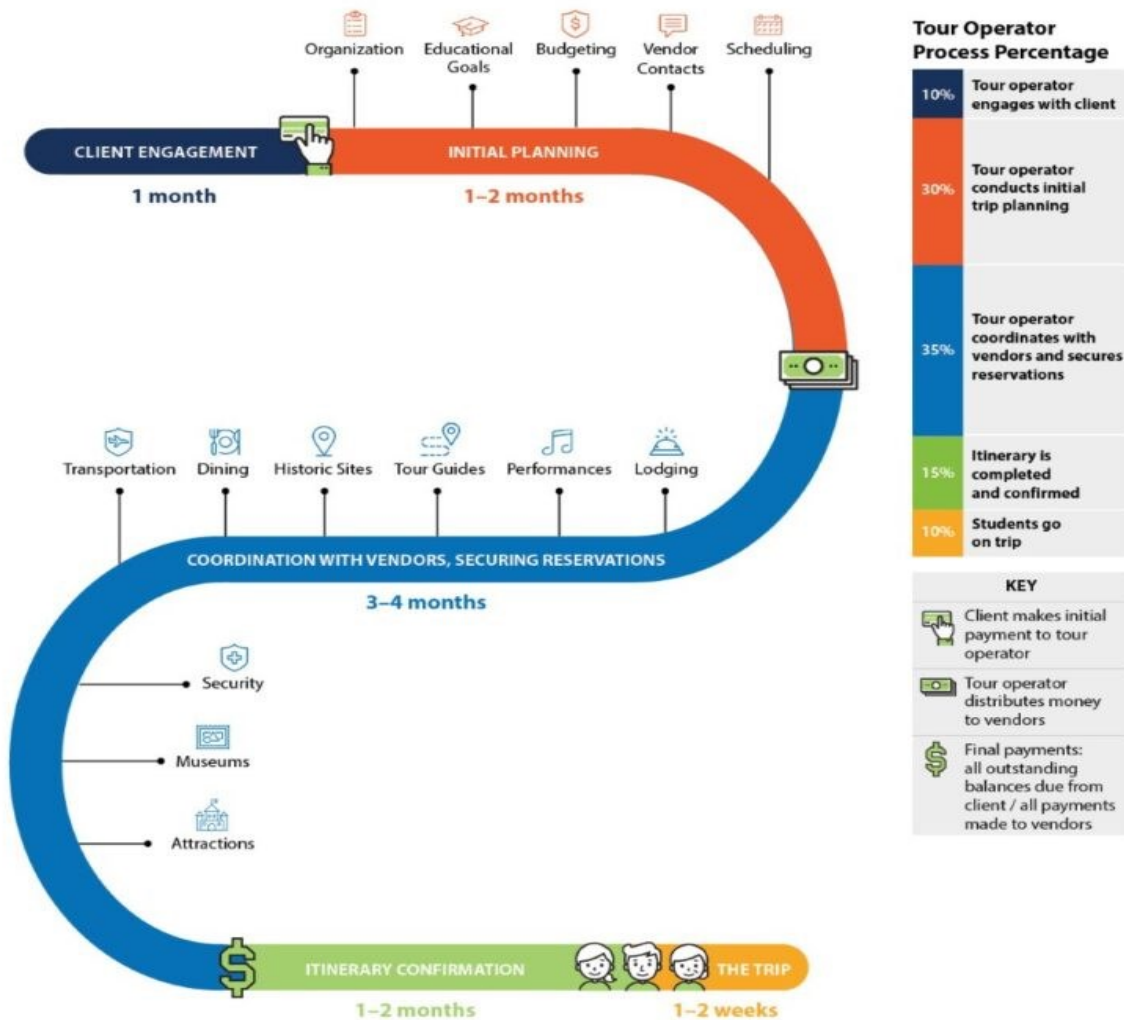 Organization
Educational
Goals
Budgeting
Vendor
Contacts
Scheduling
CLIENT ENGAGEMENT
INITIAL PLANNING
1 month
1–2 months
Transportation
Dining
Historic Sites
Tour Guides
Performances
Lodging
COORDINATION WITH VENDORS, SECURING RESERVATIONS
3–4 months
Security
Museums
Attractions
ITINERARY CONFIRMATION
THE TRIP
1–2 months
1–2 weeks
Tour Operator
Process Percentage
10%
Tour operator
engages with client
30%
Tour operator
conducts initial
trip planning
35%
Tour operator
coordinates with
vendors and secures
reservations
15%
Itinerary is
completed
and confirmed
10%
Students go
on trip
KEY
Client makes initial
payment to tour
operator
Tour operator
distributes money
to vendors
$
Final payments:
all outstanding
balances due from
client / all payments
made to vendors